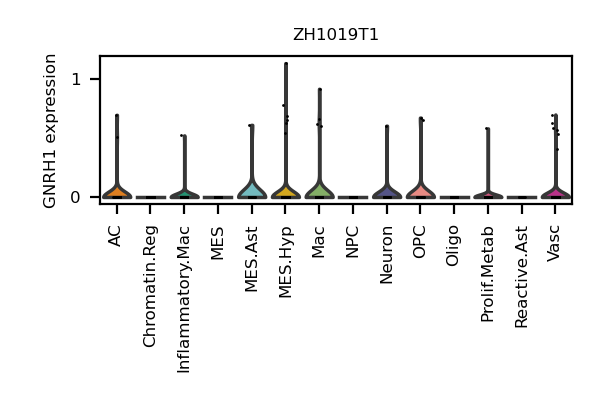 ZH1019T1
GNRH1 expression
1
0
AC
Chromatin.Reg
Inflammatory.Mac
MES
MES.Ast
MES.Hyp
Mac
NPC
Neuron
OPC
Oligo
Prolif.Metab
Reactive.Ast
Vasc